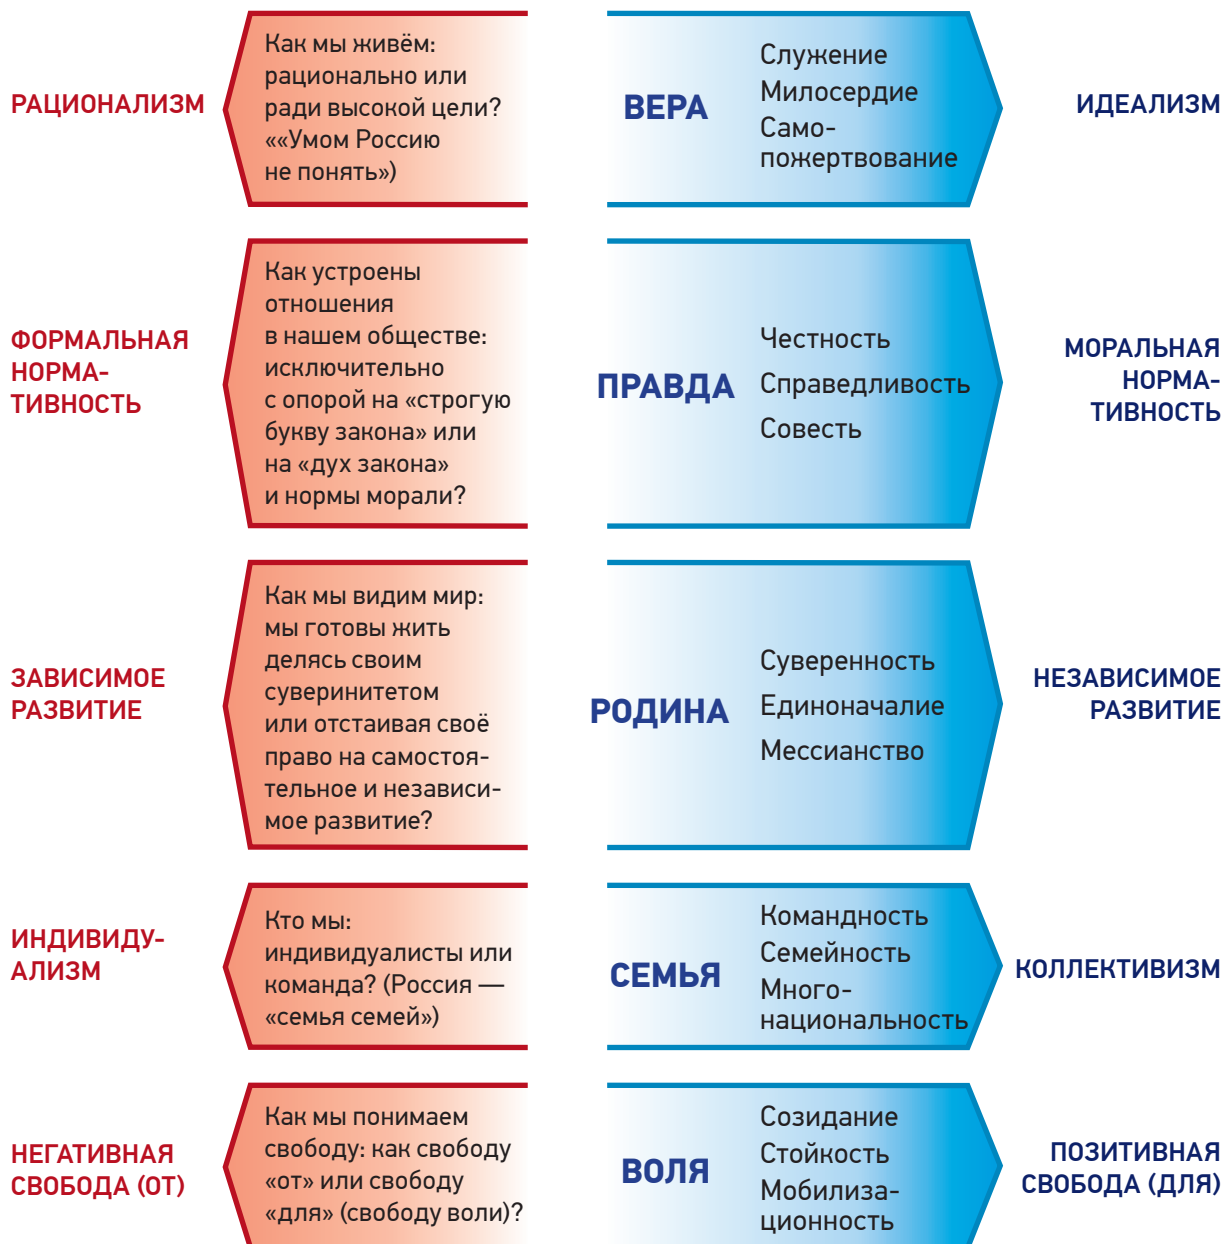 РАЦИОНАЛИЗМ
Как мы живём:
рационально или
ради высокой цели?
««Умом Россию
не понять»)
ВЕРА
Служение
Милосердие
Само-
пожертвование
ИДЕАЛИЗМ
ФОРМАЛЬНАЯ
НОРМА-
ТИВНОСТЬ
Как устроены
отношения
в нашем обществе:
исключительно
с опорой на «строгую
букву закона» или
на «дух закона»
и нормы морали?
ПРАВДА
Честность
Справедливость
Совесть
МОРАЛЬНАЯ
НОРМА-
ТИВНОСТЬ
ЗАВИСИМОЕ
РАЗВИТИЕ
Как мы видим мир:
мы готовы жить
делясь своим
суверинитетом
или отстаивая своё
право на самостоя-
тельное и независи-
мое развитие?
РОДИНА
Суверенность
Единоначалие
Мессианство
НЕЗАВИСИМОЕ
РАЗВИТИЕ
ИНДИВИДУ-
АЛИЗМ
Кто мы:
индивидуалисты или
команда? (Россия —
«семья семей»)
СЕМЬЯ
Командность
Семейность
Много-
национальность
КОЛЛЕКТИВИЗМ
НЕГАТИВНАЯ
СВОБОДА (ОТ)
Как мы понимаем
свободу: как свободу
«от» или свободу
«для» (свободу воли)?
ВОЛЯ
Созидание
Стойкость
Мобилиза-
ционность
ПОЗИТИВНАЯ
СВОБОДА (ДЛЯ)